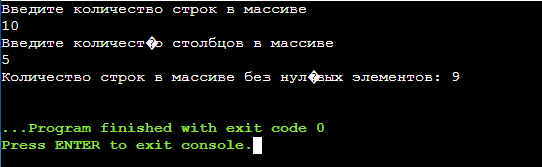 Введите количество строк в массиве
10
Введите количест�о столбцов в массиве
5
Количество строк в массиве без нул�вых элементов: 9
...Program finished with exit code 0
Press ENTER to exit console.